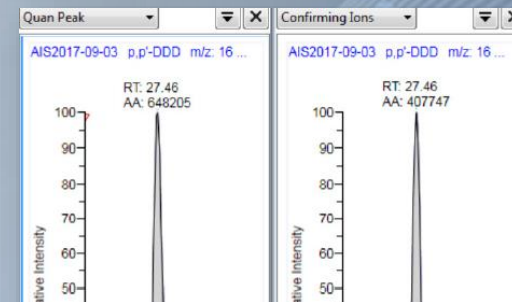 Quan Peak
Confirming Ions
AIS2017-09-03 p,p'-DDD m/z: 16 ...
RT: 27.46
AA: 648205
100
90
80
70
60
50
Intensity
AIS2017-09-03 p,p'-DDD m/z: 16 ...
RT: 27.46
AA: 407747
100
90
80
70
60
50
Intensity